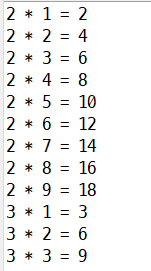 2 * 1 = 2
2 * 2 = 4
2 * 3 = 6
2 * 4 = 8
2 * 5 = 10
2 * 6 = 12
2 * 7 = 14
2 * 8 = 16
2 * 9 = 18
3 * 1 = 3
3 * 2 = 6
3 * 3 = 9